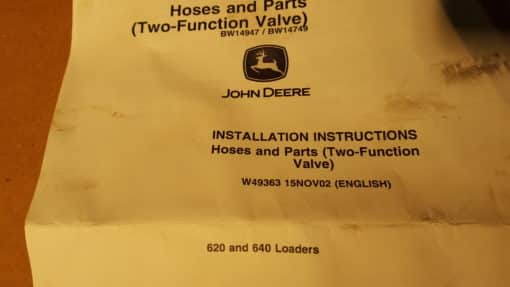 Hoses and Parts
(Two-Function Valve)
BW14947 / BW14749
JOHN DEERE
INSTALLATION INSTRUCTIONS
Hoses and Parts (Two-Function
Valve)
W49363 15NOV02 (ENGLISH)
620 and 640 Loaders